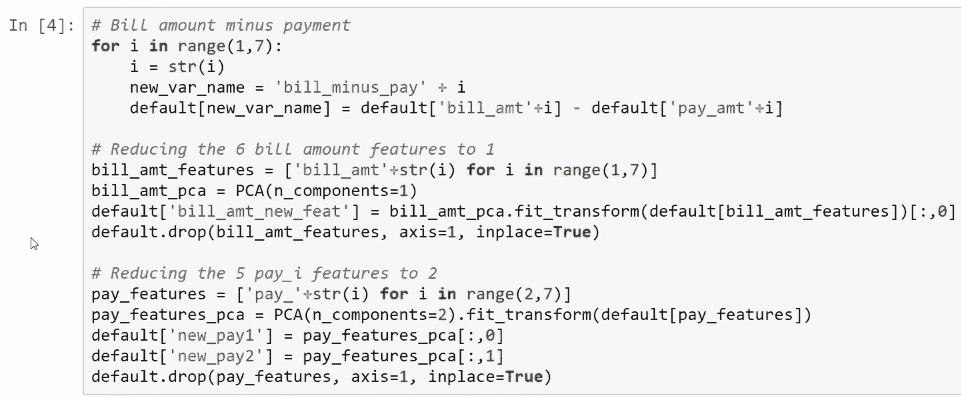 In [4]: # Bill amount minus payment
for i in range(1,7):
    i = str(i)
    new_var_name = 'bill_minus_pay' ÷ i
    default[new_var_name] = default['bill_amt'÷i] - default['pay_amt'÷i]

# Reducing the 6 bill amount features to 1
bill_amt_features = ['bill_amt'÷str(i) for i in range(1,7)]
bill_amt_pca = PCA(n_components=1)
default['bill_amt_new_feat'] = bill_amt_pca.fit_transform(default[bill_amt_features])[:,0]
default.drop(bill_amt_features, axis=1, inplace=True)

# Reducing the 5 pay_i features to 2
pay_features = ['pay_'÷str(i) for i in range(2,7)]
pay_features_pca = PCA(n_components=2).fit_transform(default[pay_features])
default['new_pay1'] = pay_features_pca[:,0]
default['new_pay2'] = pay_features_pca[:,1]
default.drop(pay_features, axis=1, inplace=True)